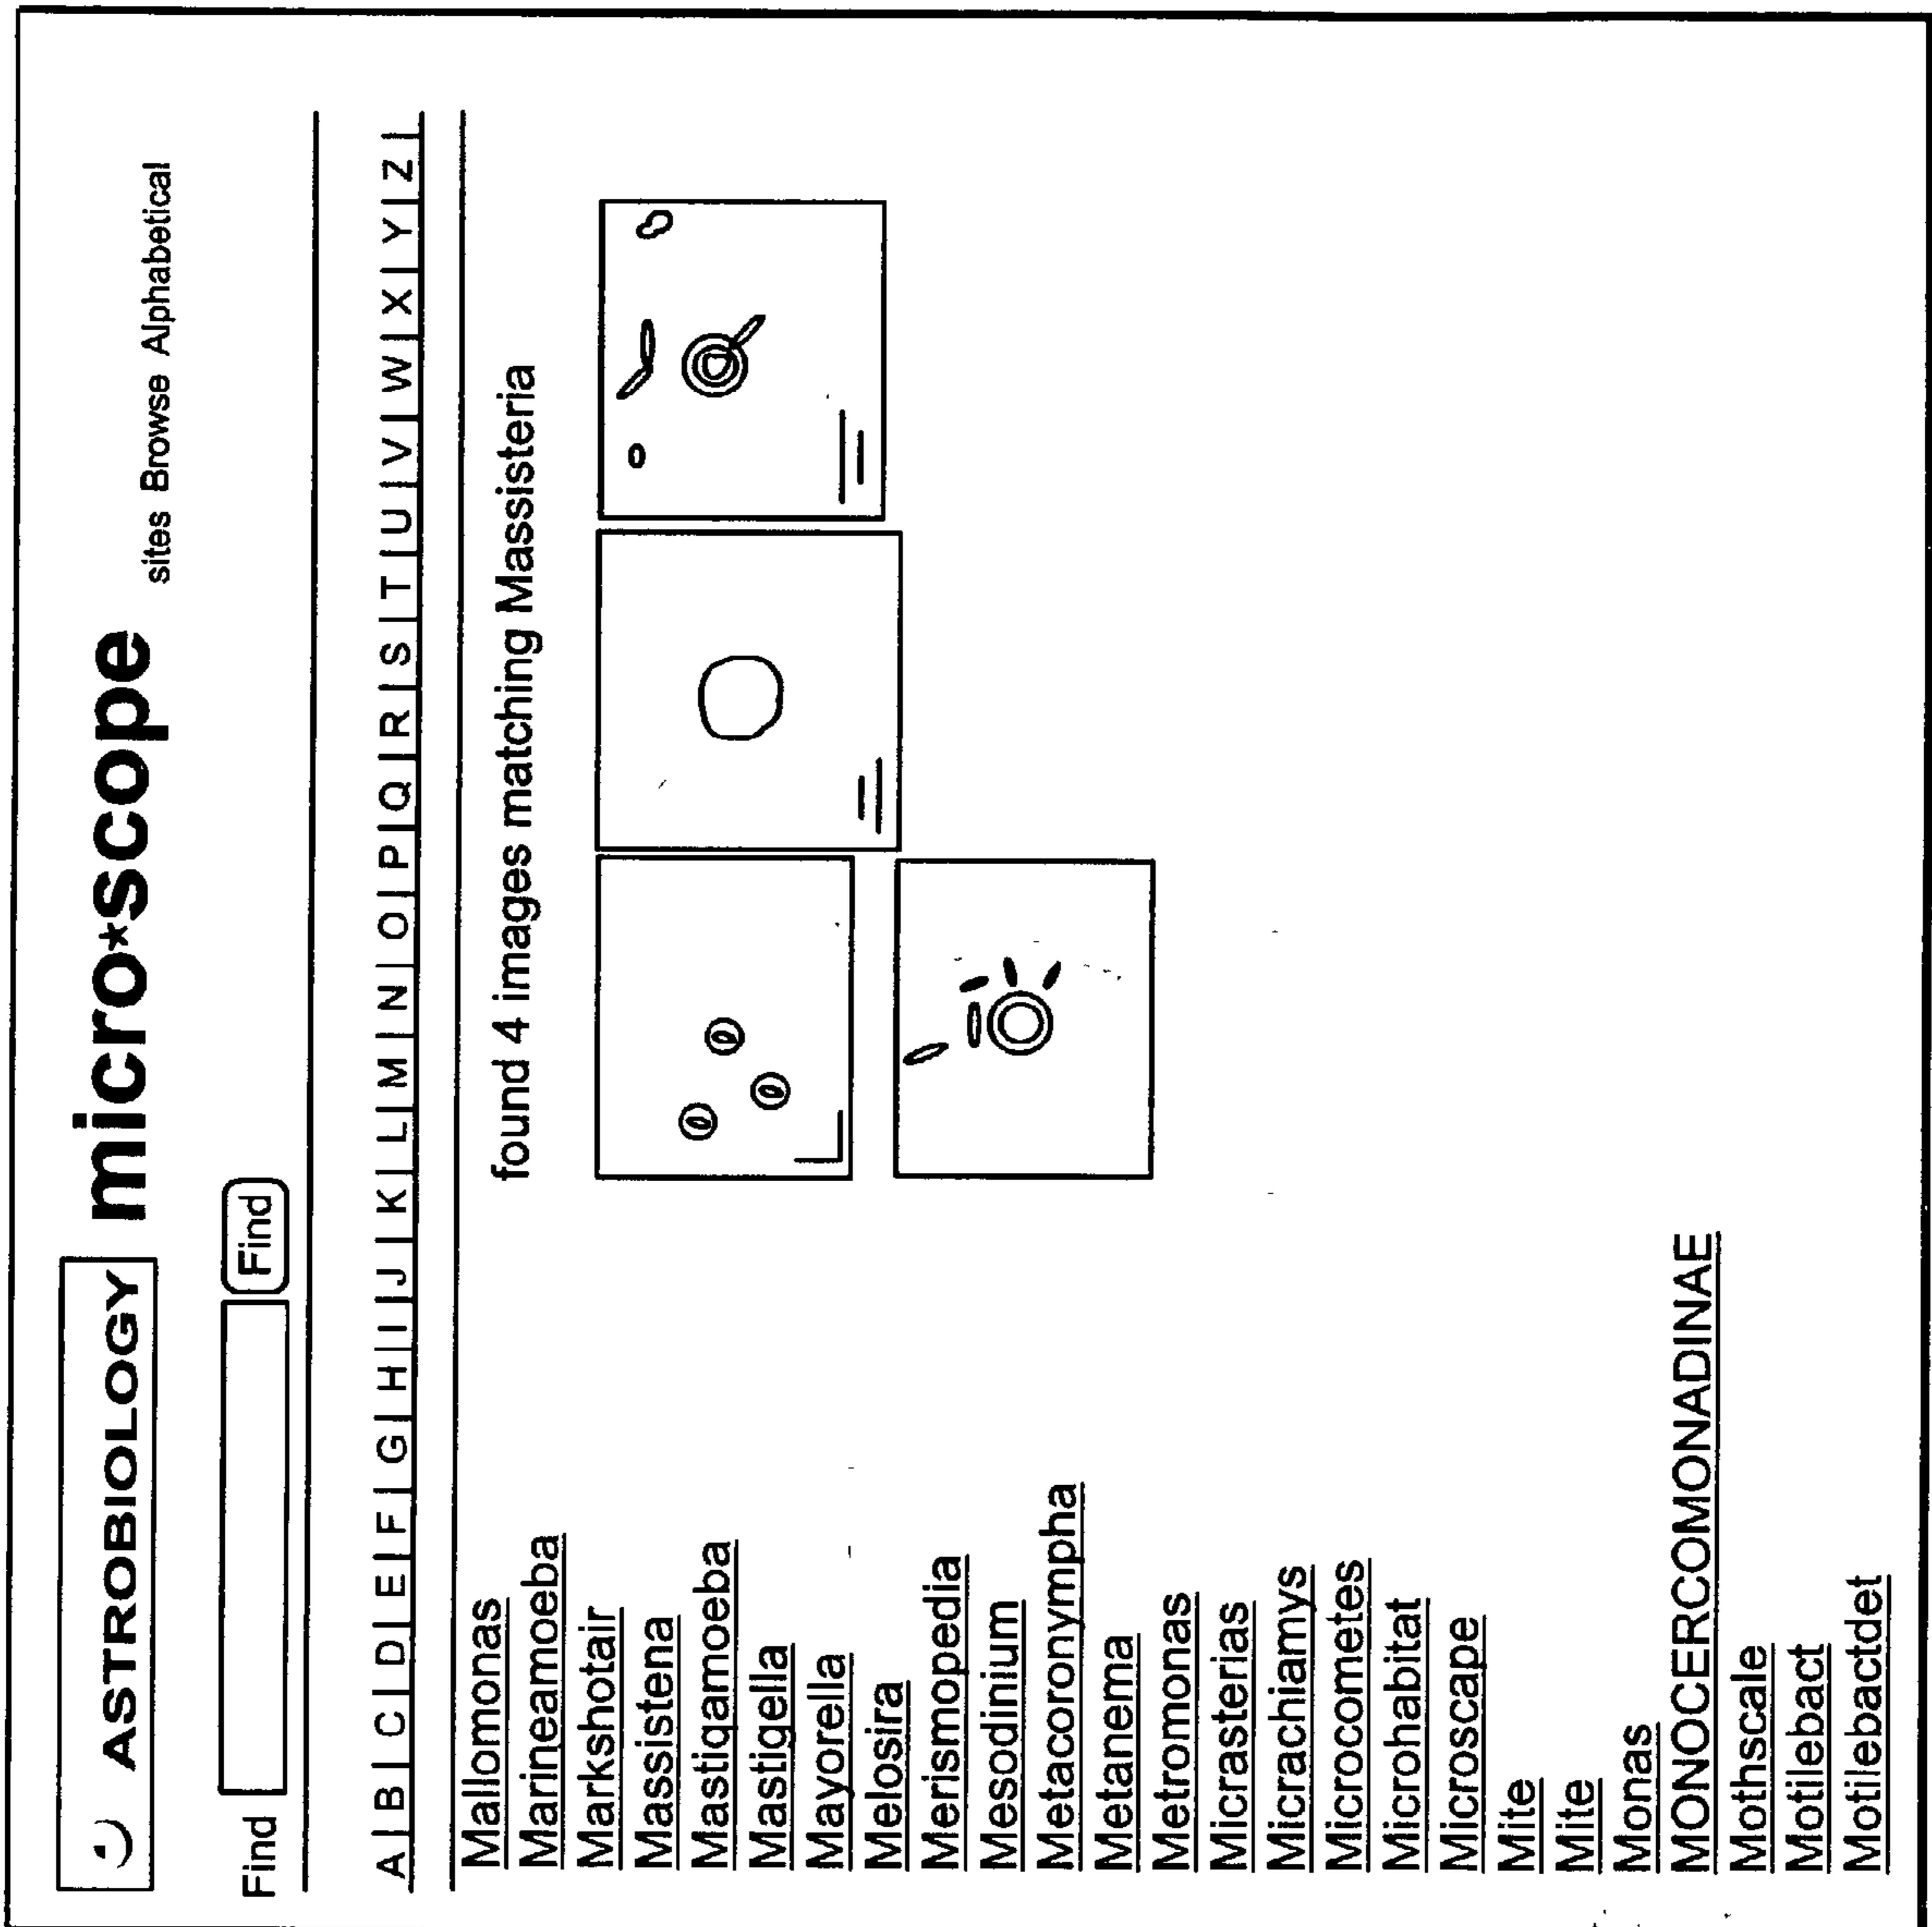 ASTROBIOLOGY micro*scope
sites Browse Alphabetical
Find Find
A | B | C | D | E | F | G | H | I | J | K | L | M | N | O | P | Q | R | S | T | U | V | W | X | Y | Z |
found 4 images matching Massisteria
Mallomonas
Marineamoeba
Markshotair
Massistena
Mastiqamoeba
Mastigella
Mayorella
Melosira
Merismopedia
Mesodinium
Metacoronympha
Metanema
Metromonas
Micrasterias
Micrachiamys
Microcometes
Microhabitat
Microscape
Mite
Mite
Monas
MONOCERCOMONADINAE
Mothscale
Motilebact
Motilebactdet